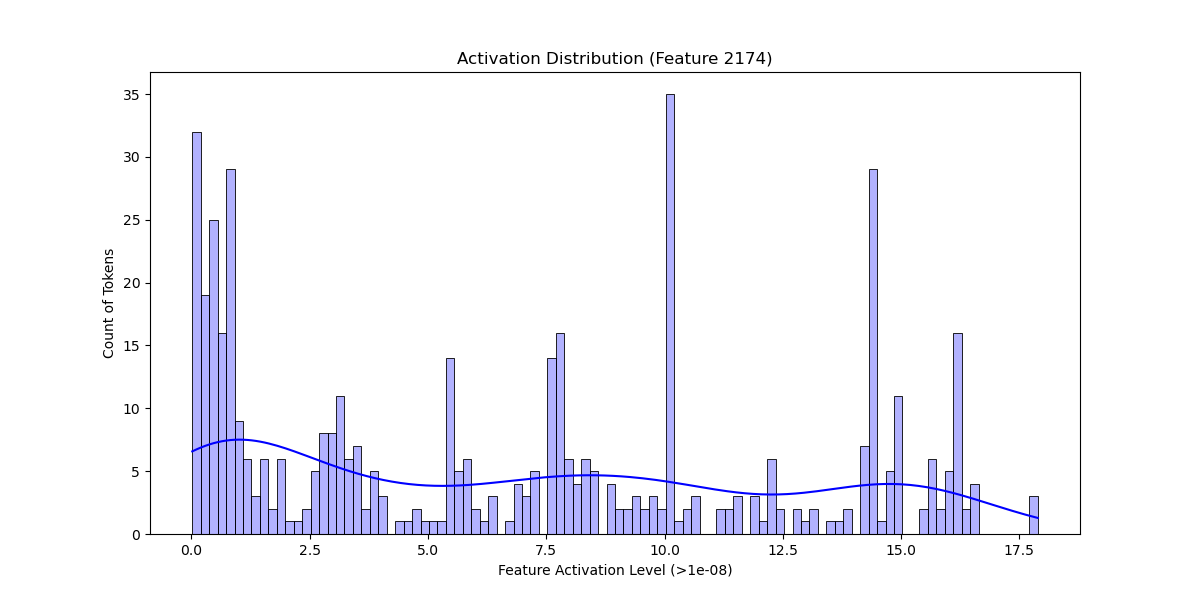 Activation Distribution (Feature 2174)
35
30
25
20
15
10
5
0
Count of Tokens
0.0 2.5 5.0 7.5 10.0 12.5 15.0 17.5
Feature Activation Level (>1e-08)